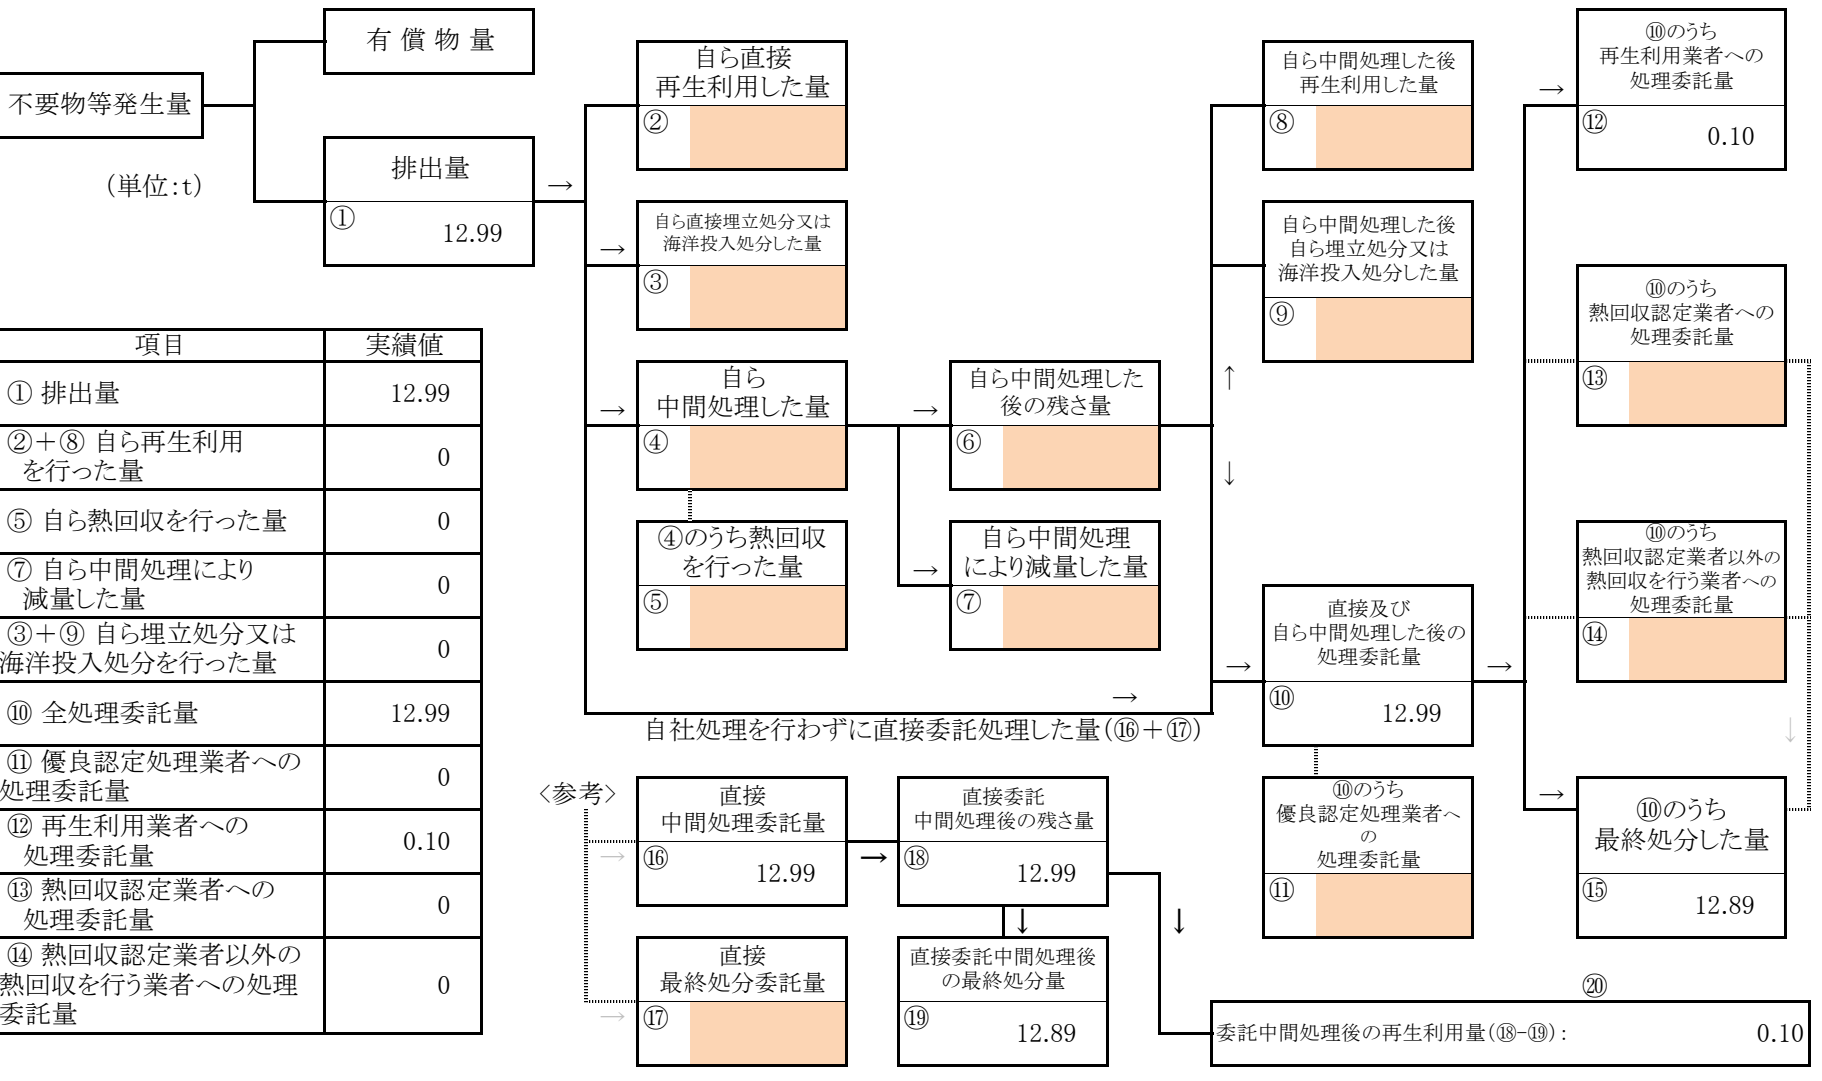 有 償 物 量
不要物等発生量
(単位:t)
排出量
①
12.99
→
自ら直接
再生利用した量
②
→
自ら直接埋立処分又は
海洋投入処分した量
③
→
自ら
中間処理した量
④
④のうち熱回収
を行った量
⑤
→
自ら中間処理した
後の残さ量
⑥
→
自ら中間処理
により減量した量
⑦
↑
↓
自ら中間処理した後
再生利用した量
⑧
自ら中間処理した後
自ら埋立処分又は
海洋投入処分した量
⑨
→
自社処理を行わずに直接委託処理した量(⑯+⑰)
→
直接及び
自ら中間処理した後の
処理委託量
⑩
12.99
→
⑩のうち
優良認定処理業者へ
の
処理委託量
⑪
→
⑩のうち
再生利用業者への
処理委託量
⑫
0.10
⑩のうち
熱回収認定業者への
処理委託量
⑬
⑩のうち
熱回収認定業者以外の
熱回収を行う業者への
処理委託量
⑭
↓
→
⑩のうち
最終処分した量
⑮
12.89
項目 実績値
① 排出量 12.99
②+⑧ 自ら再生利用
を行った量 0
⑤ 自ら熱回収を行った量 0
⑦ 自ら中間処理により
減量した量 0
③+⑨ 自ら埋立処分又は
海洋投入処分を行った量 0
⑩ 全処理委託量 12.99
⑪ 優良認定処理業者への
処理委託量 0
⑫ 再生利用業者への
処理委託量 0.10
⑬ 熱回収認定業者への
処理委託量 0
⑭ 熱回収認定業者以外の
熱回収を行う業者への処理
委託量 0
〈参考〉
→
直接
中間処理委託量
⑯
12.99
→
直接委託
中間処理後の残さ量
⑱
12.99
↓
↓
→
直接
最終処分委託量
⑰
直接委託中間処理後
の最終処分量
⑲
12.89
⑳
委託中間処理後の再生利用量(⑱-⑲): 0.10